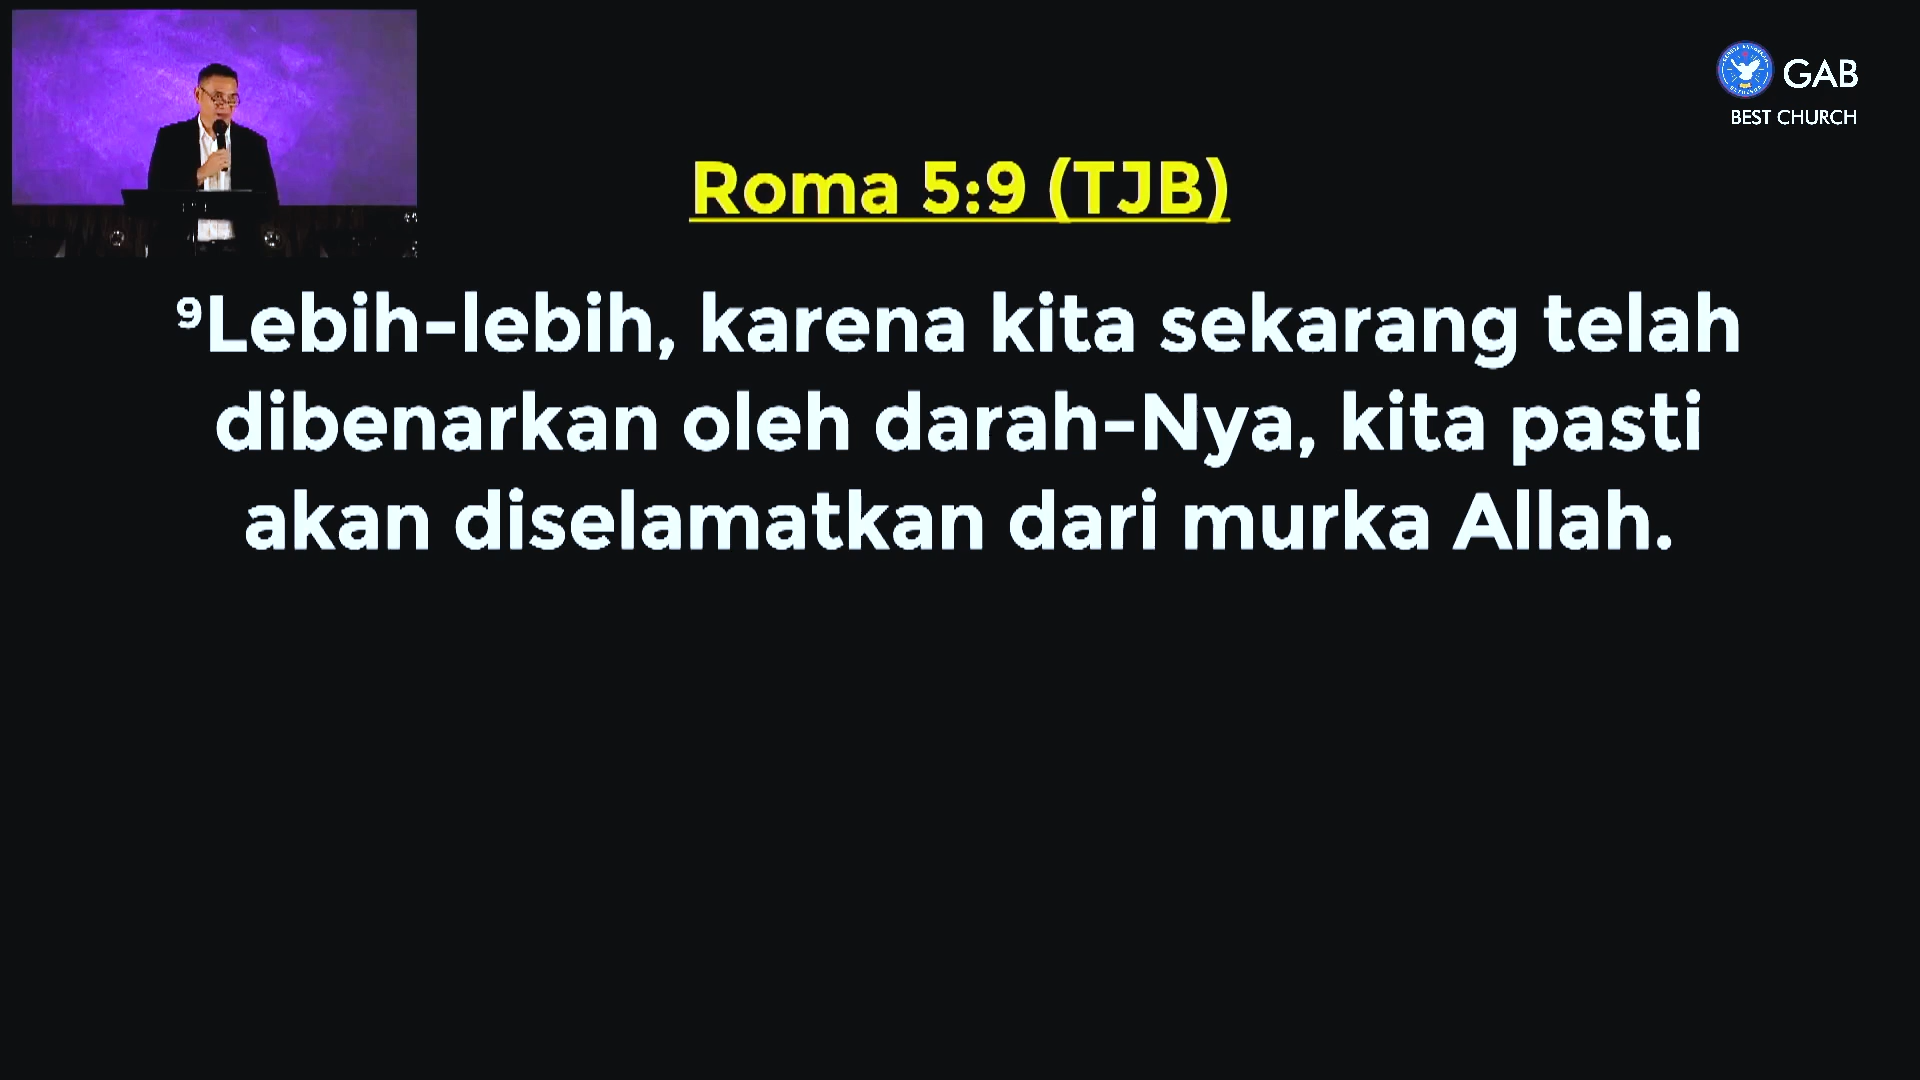 GAB
BEST CHURCH
Roma 5:9 (TJB)
⁹Lebih-lebih, karena kita sekarang telah
dibenarkan oleh darah-Nya, kita pasti
akan diselamatkan dari murka Allah.